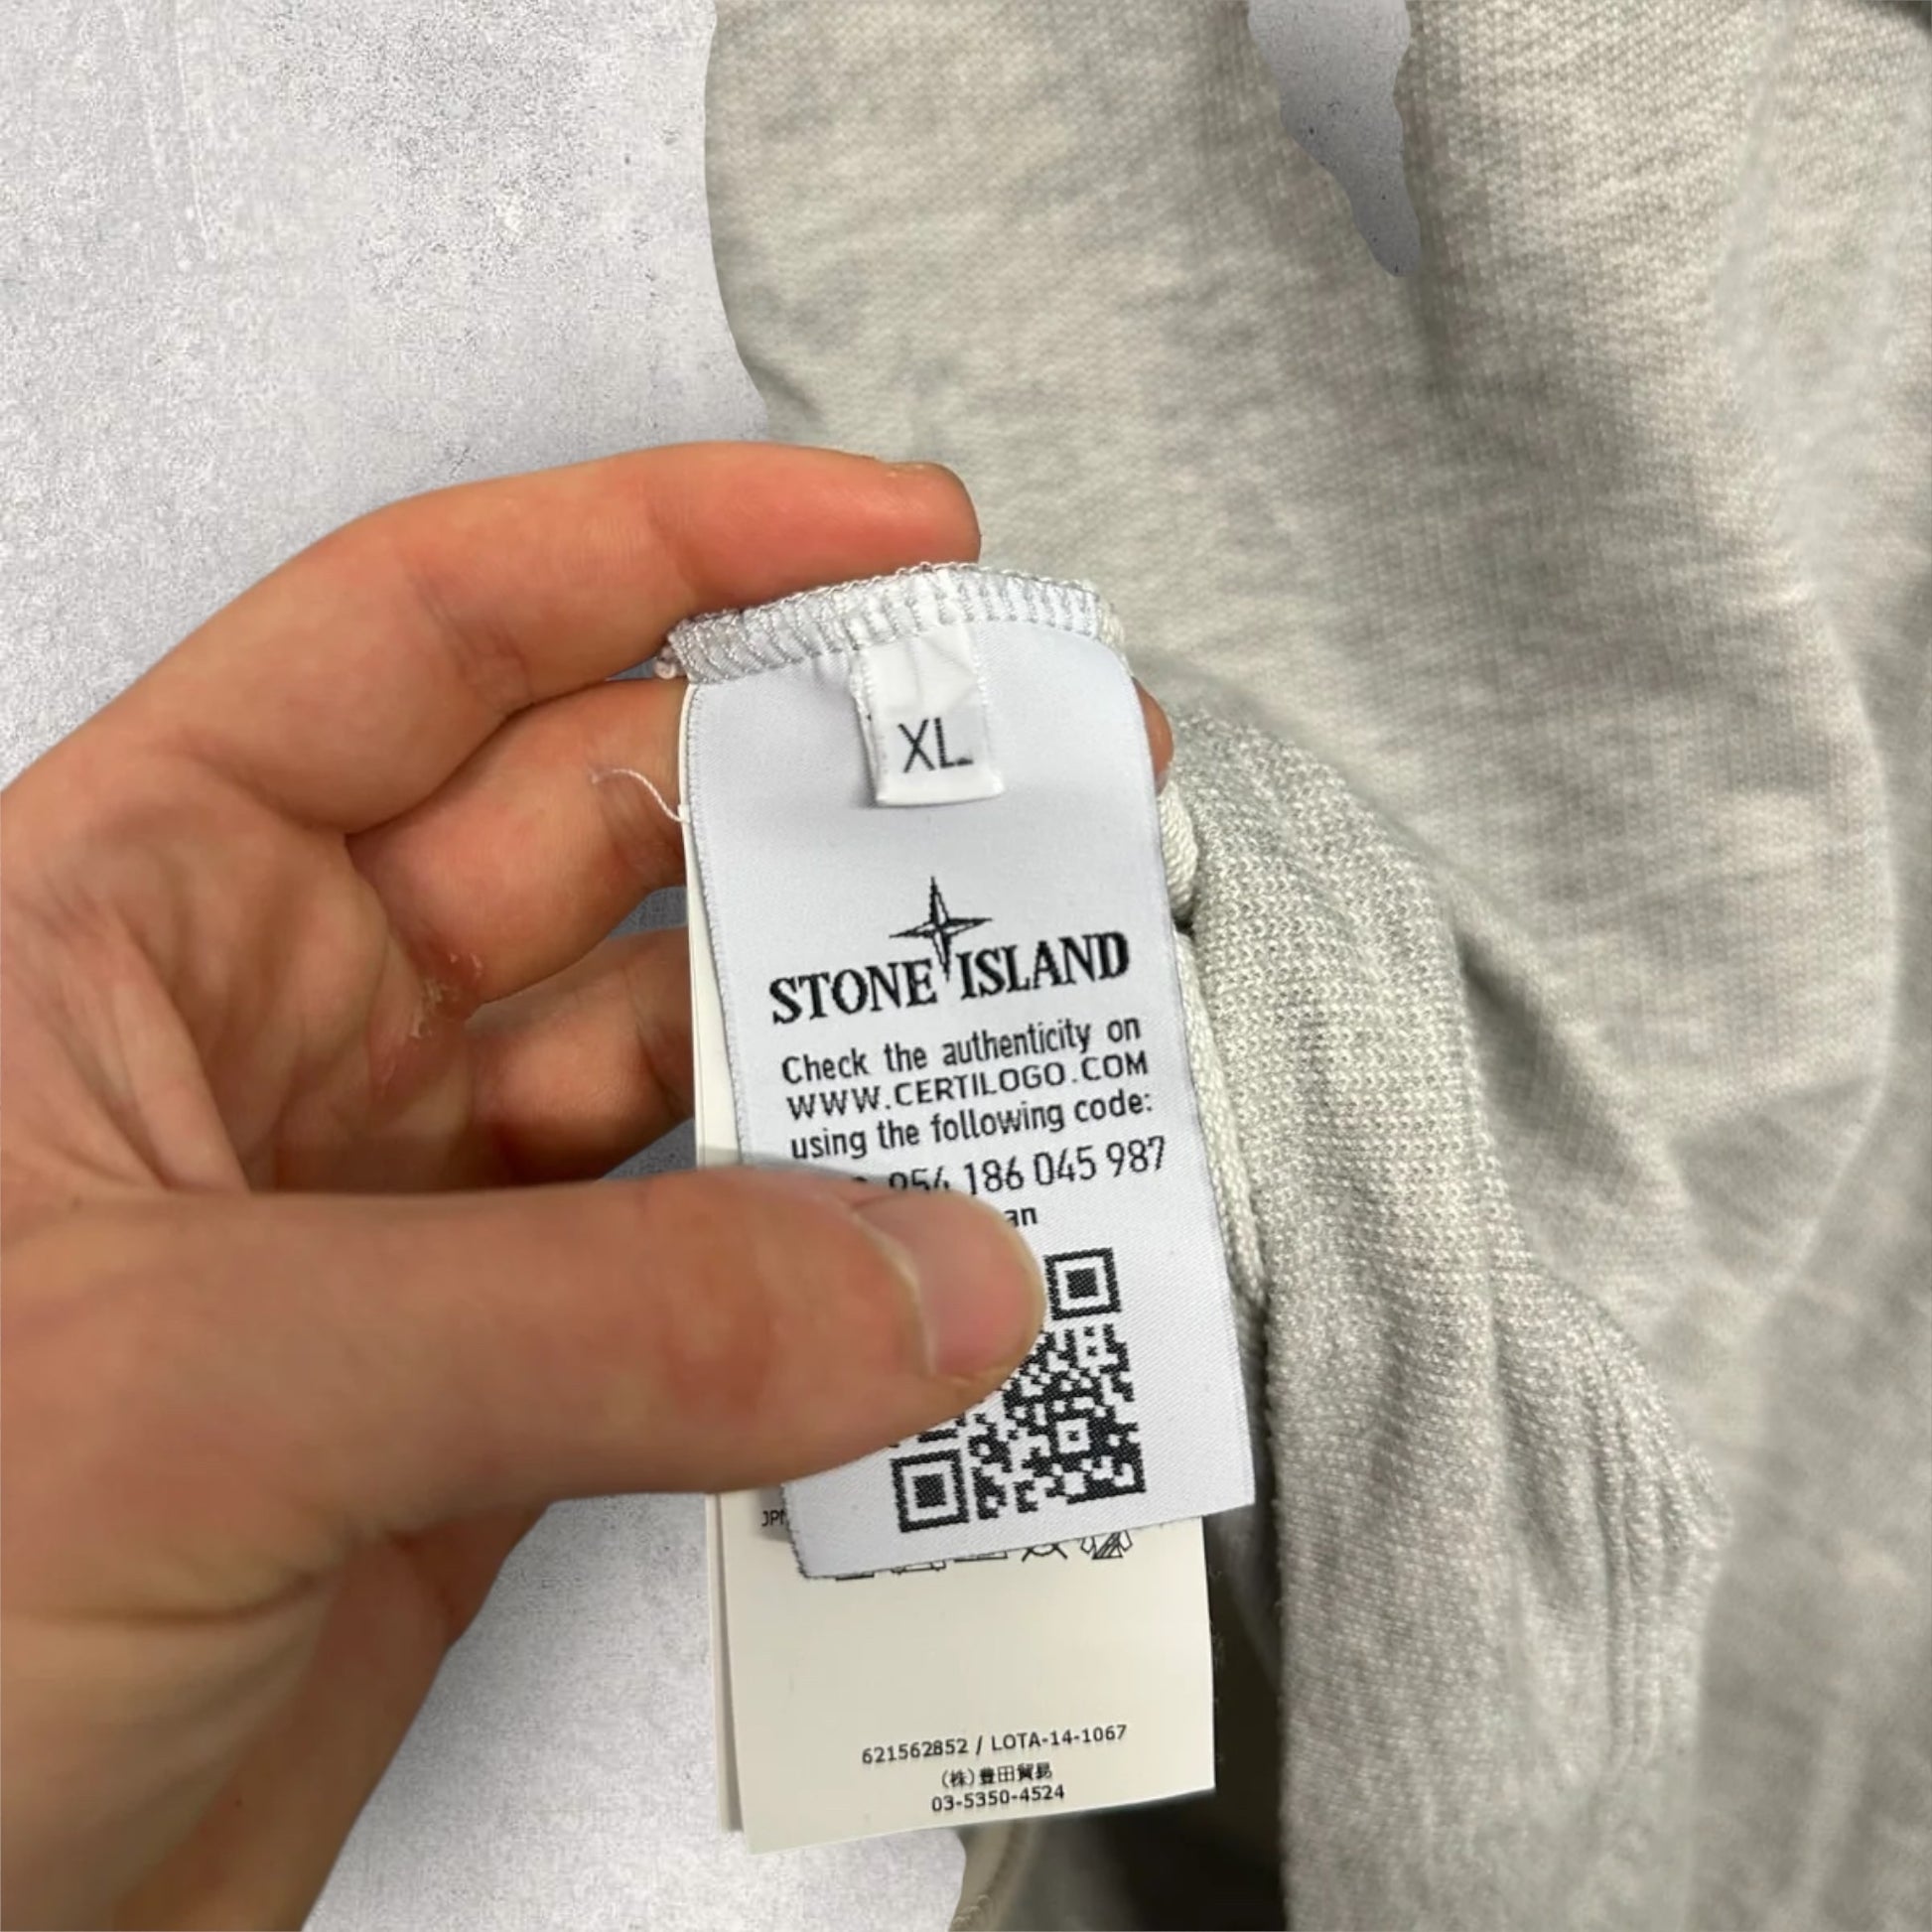 XL
STONE ISLAND
Check the authenticity on
WWW.CERTILOGO.COM
using the following code:
954 186 045 987
621562852 / LOTA-14-1067
(株)豊田貿易
03-5350-4524